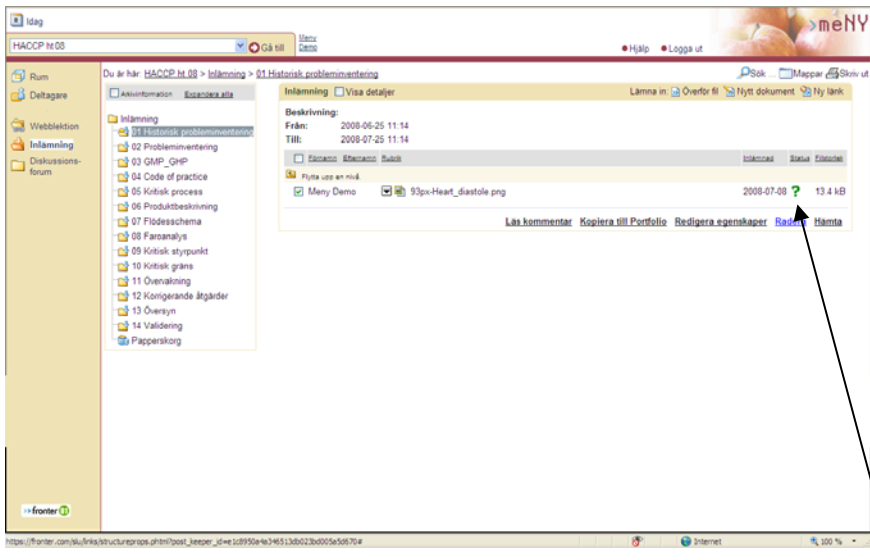 Idag
meNY
HACCP ht 08
Gå till
Meny
Demo
Hjälp
Logga ut
Rum
Deltagare
Webblektion
Inlämning
Diskussions-
forum
Du är här: HACCP ht 08 > Inlämning > 01 Historisk probleminventering
Sök ... Mappar Skriv ut
Arkivinformation Expandera alla
Inlämning
01 Historisk probleminventering
02 Probleminventering
03 GMP_GHP
04 Code of practice
05 Kritisk process
06 Produktbeskrivning
07 Flödesschema
08 Faroanalys
09 Kritisk styrpunkt
10 Kritisk gräns
11 Övervakning
12 Korrigerande åtgärder
13 Översyn
14 Validering
Papperskorg
Inlämning Visa detaljer Lämna in: Överför fil Nytt dokument Ny länk
Beskrivning:
Från: 2008-06-25 11:14
Till: 2008-07-25 11:14
Förnamn Efternamn Rubrik Inlämnad Status Filstorlek
Flytta upp en nivå.
Meny Demo 93px-Heart_diastole.png 2008-07-08 ? 13.4 kB
Läs kommentar Kopiera till Portfolio Redigera egenskaper Radera Hämta
fronter
Internet 100 %